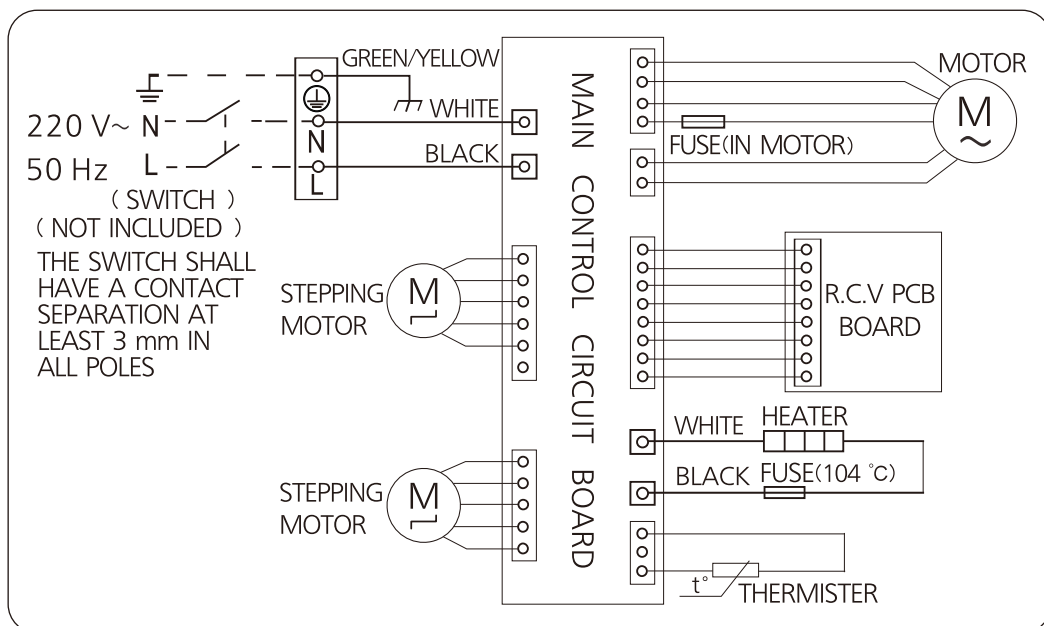 GREEN/YELLOW
WHITE
BLACK
220 V~ N
50 Hz L
N
L
( SWITCH )
( NOT INCLUDED )
THE SWITCH SHALL
HAVE A CONTACT
SEPARATION AT
LEAST 3 mm IN
ALL POLES
STEPPING
MOTOR
M
STEPPING
MOTOR
M
MAIN CONTROL CIRCUIT BOARD
MOTOR
M
~
FUSE(IN MOTOR)
R.C.V PCB
BOARD
WHITE
HEATER
BLACK
FUSE(104 °C)
t°
THERMISTER